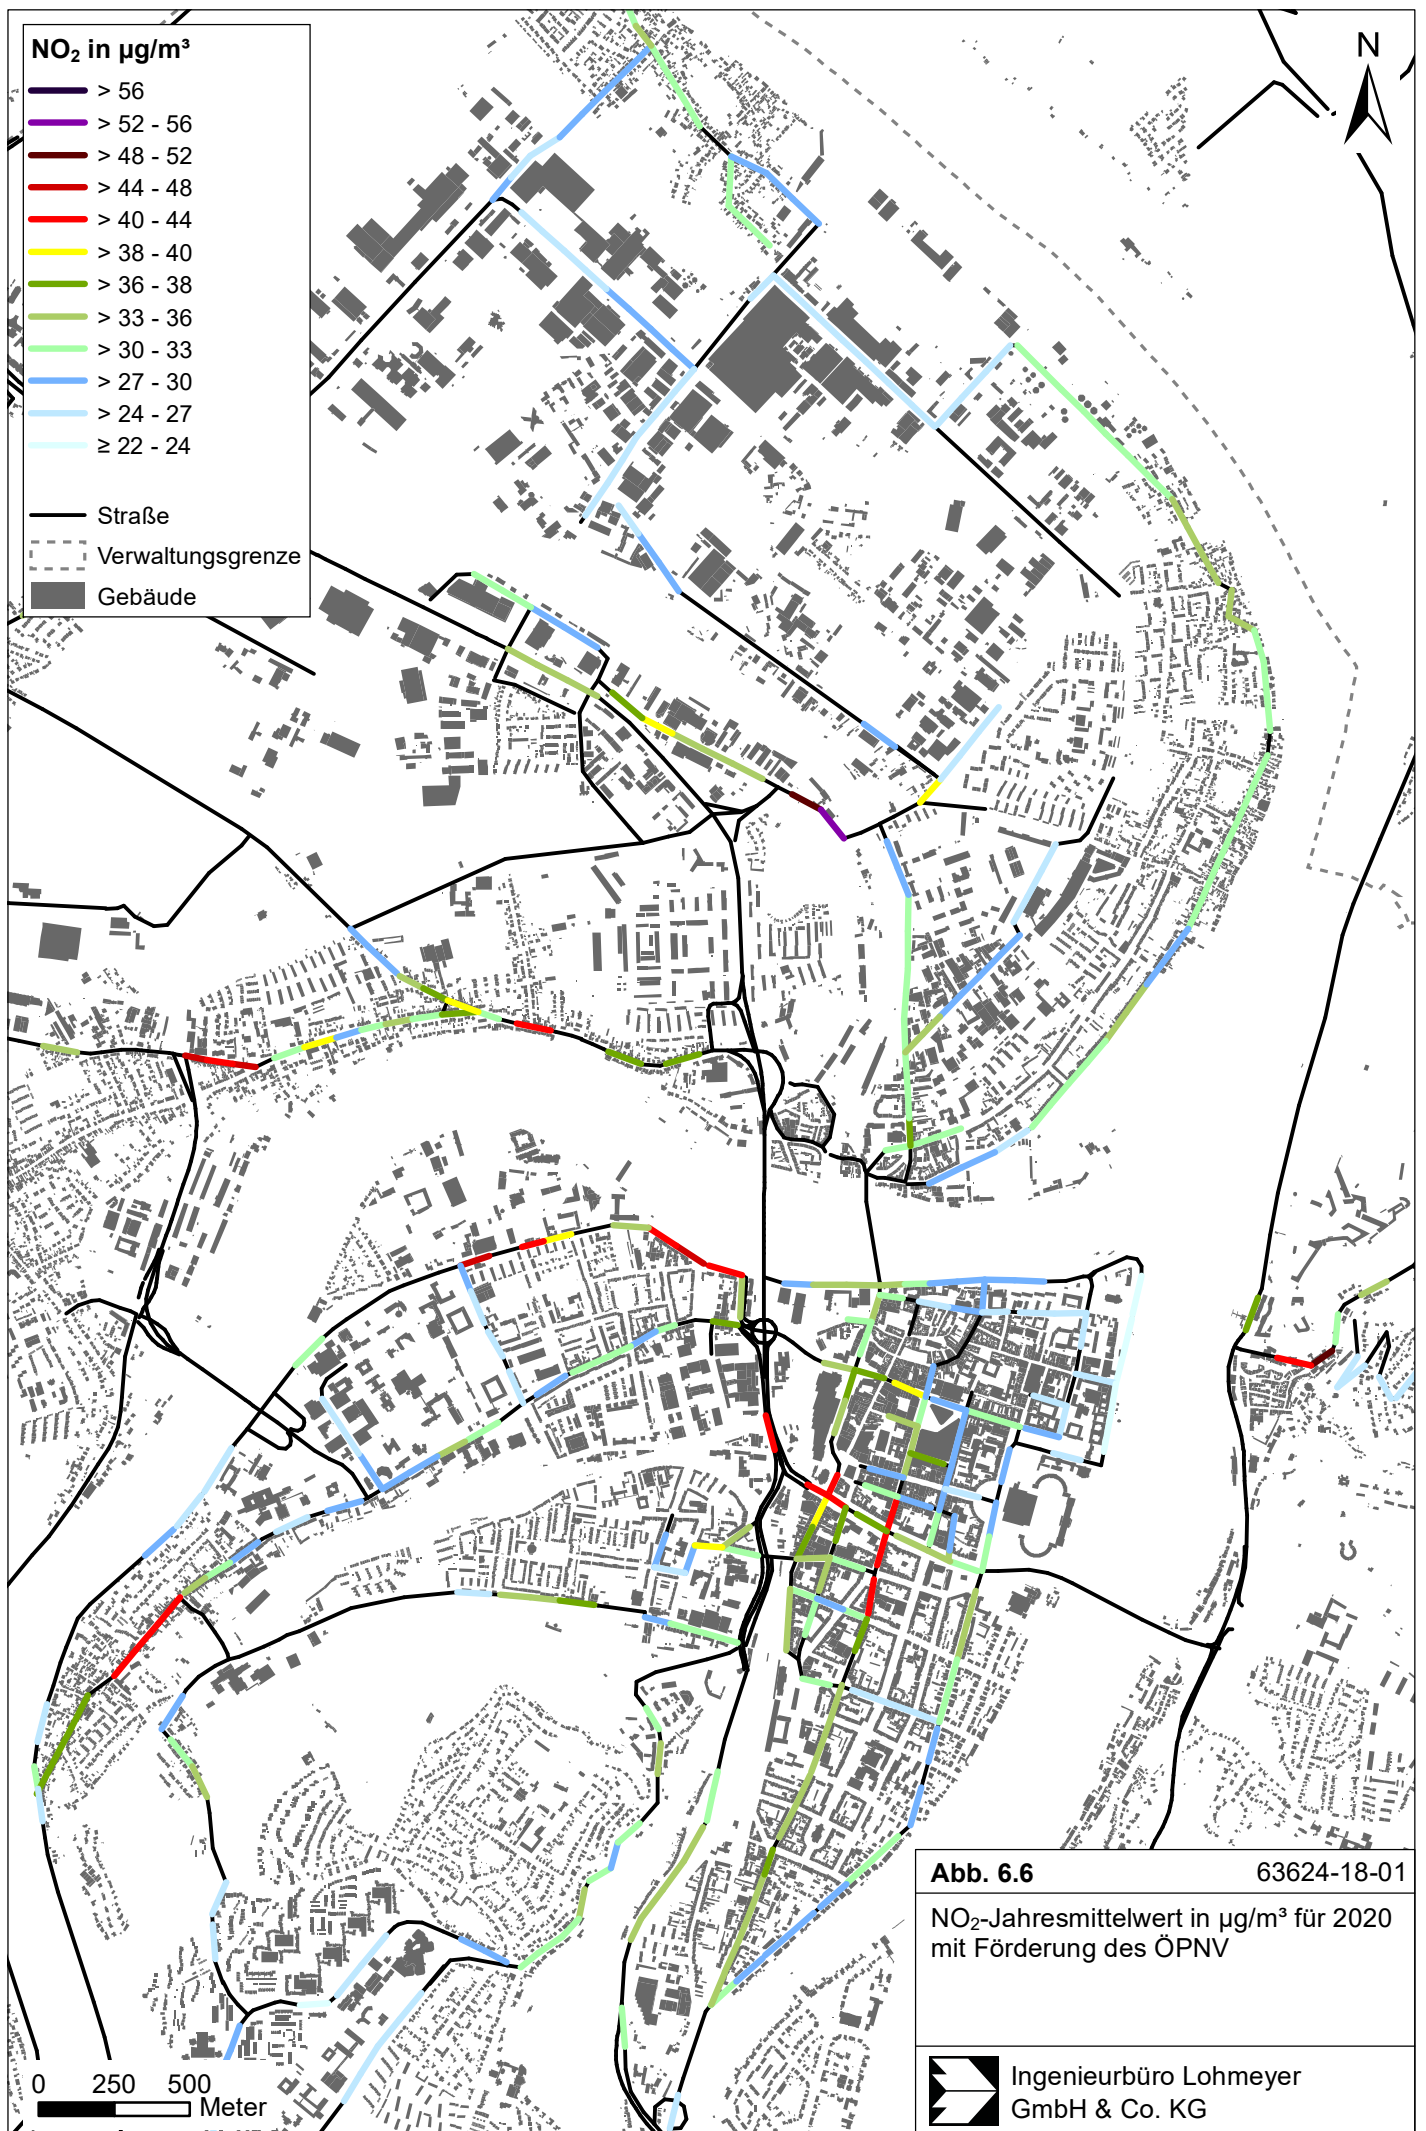 NO₂ in µg/m³
> 56
> 52 - 56
> 48 - 52
> 44 - 48
> 40 - 44
> 38 - 40
> 36 - 38
> 33 - 36
> 30 - 33
> 27 - 30
> 24 - 27
≥ 22 - 24
Straße
Verwaltungsgrenze
Gebäude
N
0 250 500
Meter
Abb. 6.6 63624-18-01
NO₂-Jahresmittelwert in µg/m³ für 2020
mit Förderung des ÖPNV
Ingenieurbüro Lohmeyer
GmbH & Co. KG